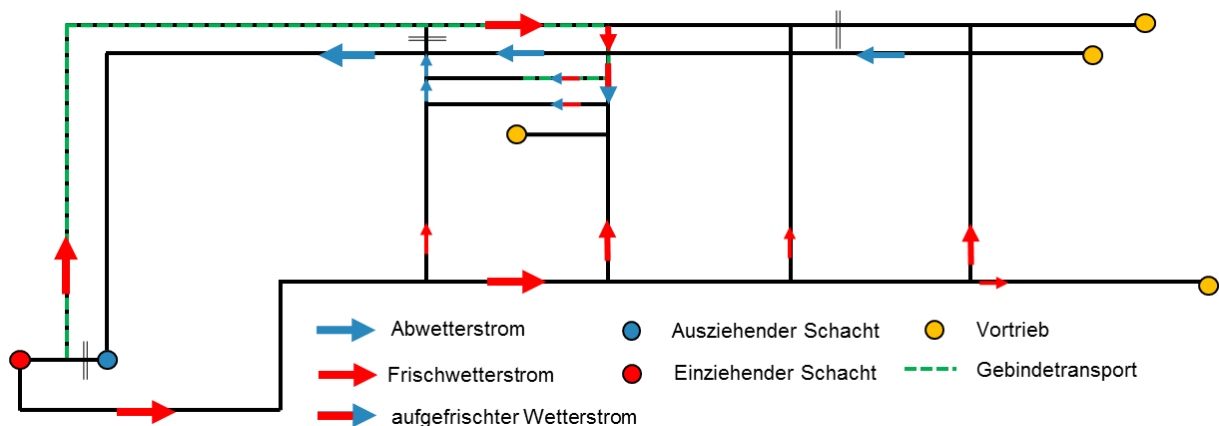 Abwetterstrom
Ausziehender Schacht
Vortrieb
Frischwetterstrom
Einziehender Schacht
Gebindetransport
aufgefrischter Wetterstrom